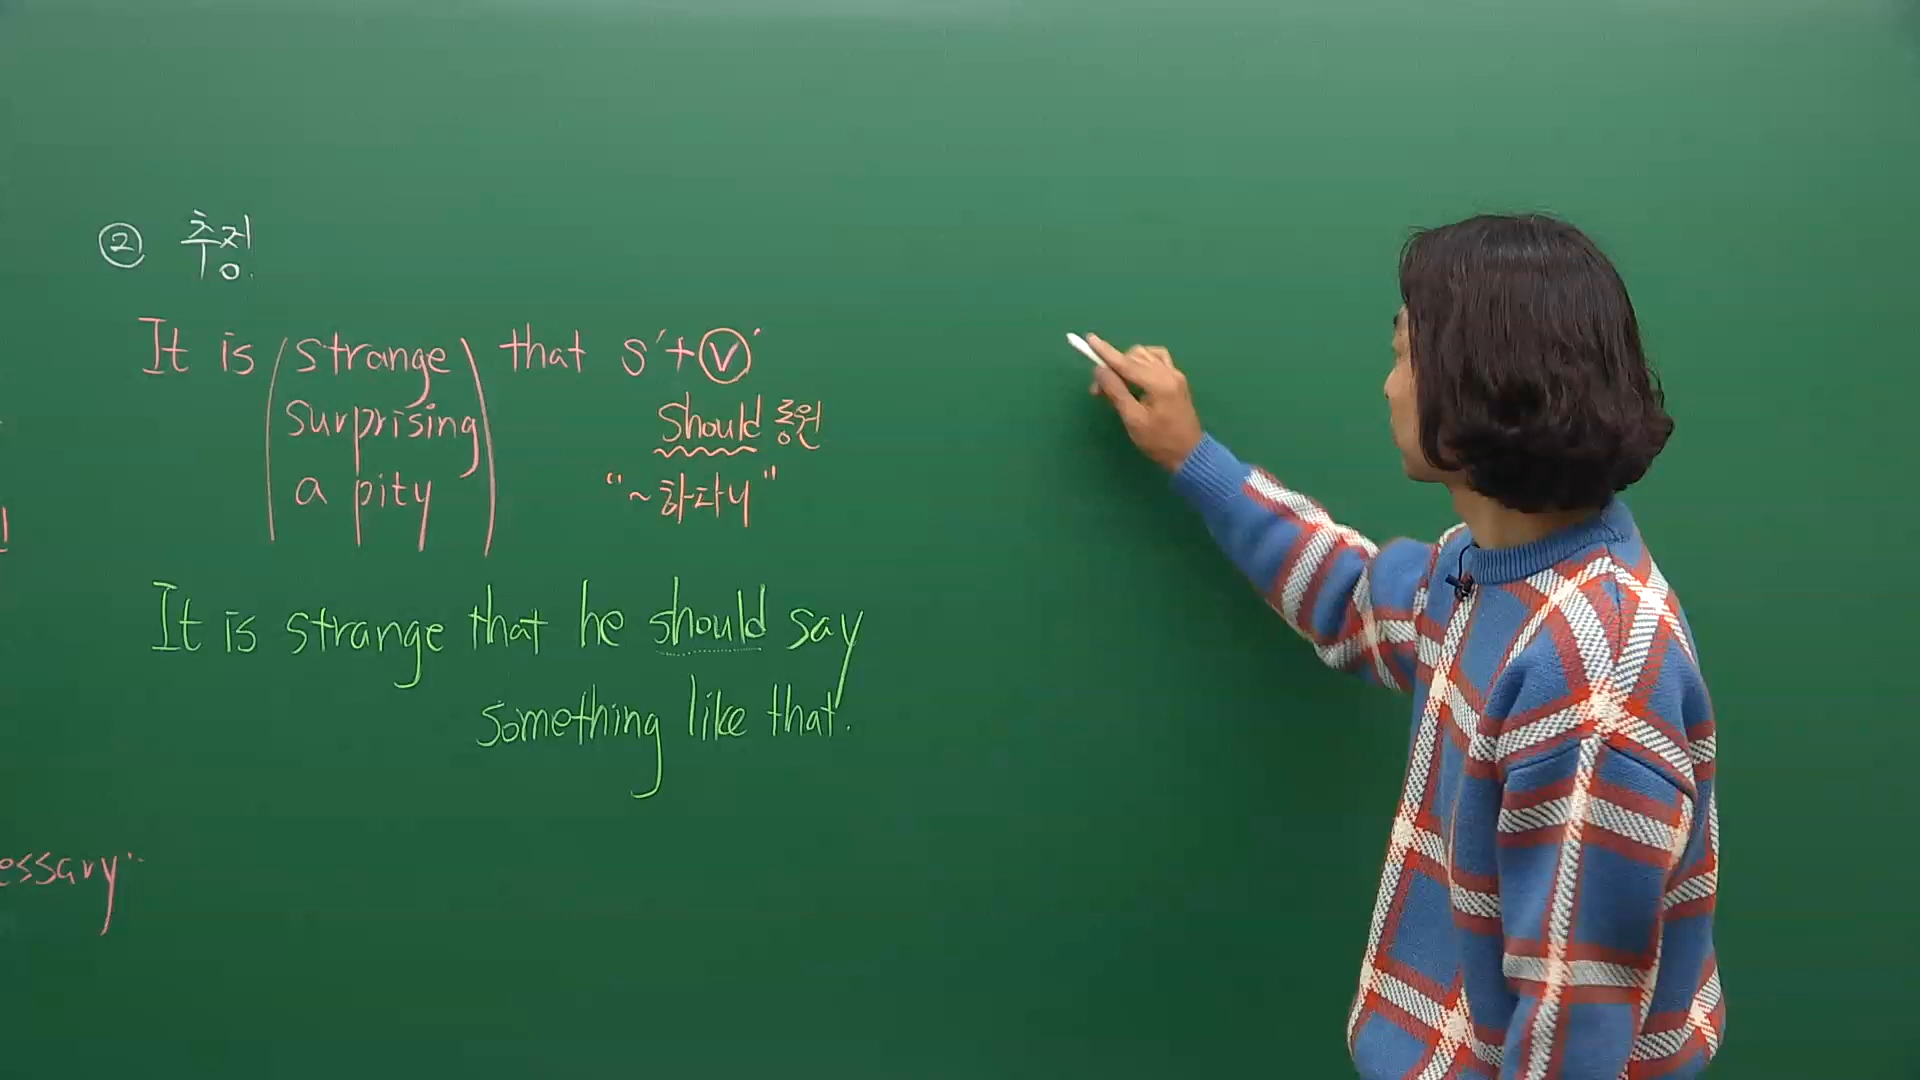 ② 추정.
It is (strange) that s'+ⓥ'
surprising should 동원
a pity "~하다니"
It is strange that he should say
something like that.
essary"